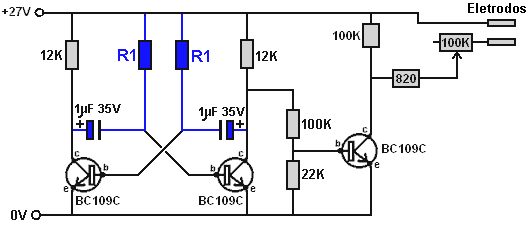 +27V
Eletrodos
12K
R1
R1
12K
100K
100K
820
1µF 35V
1µF 35V
+
+
100K
c
b
e
BC109C
c
b
e
BC109C
c
b
e
BC109C
22K
0V